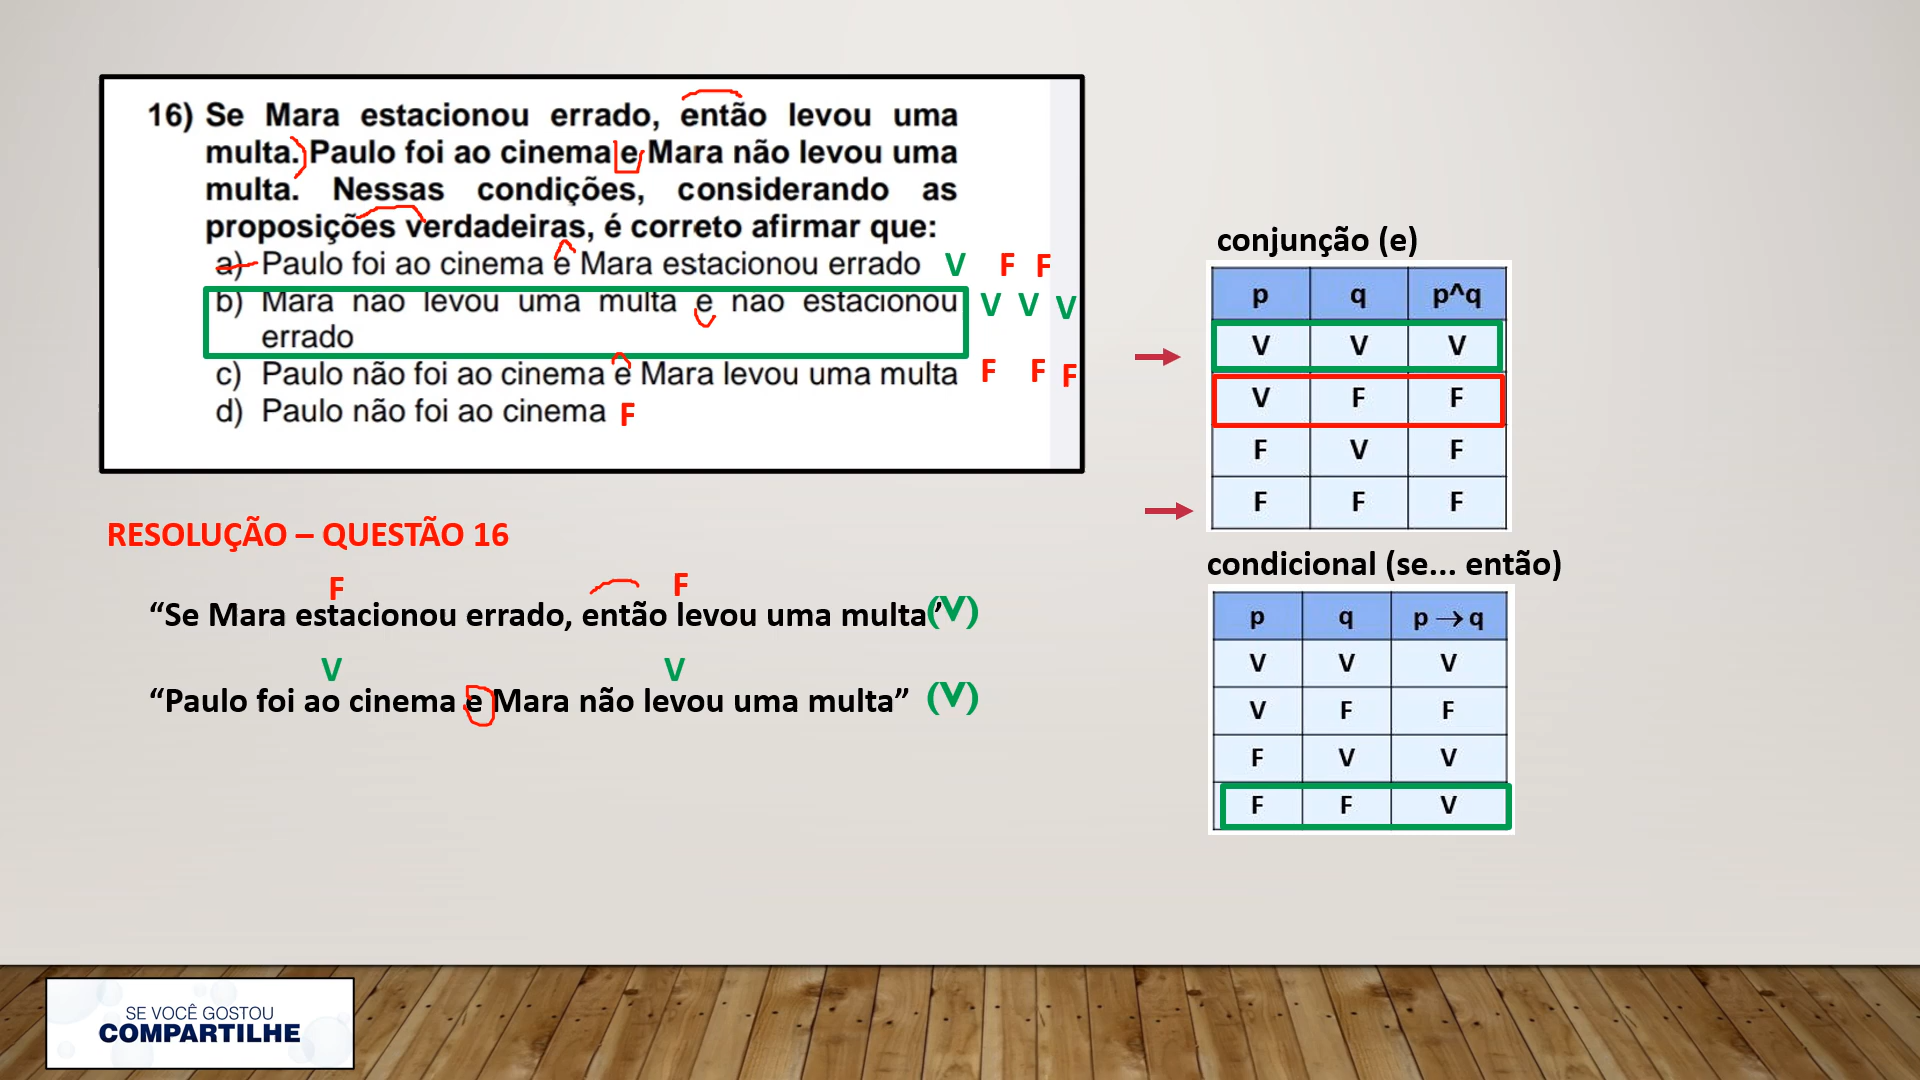 16) Se Mara estacionou errado, então levou uma
multa. Paulo foi ao cinema e Mara não levou uma
multa. Nessas condições, considerando as
proposições verdadeiras, é correto afirmar que:
a) Paulo foi ao cinema e Mara estacionou errado V F F
b) Mara não levou uma multa e não estacionou V V V
errado
c) Paulo não foi ao cinema e Mara levou uma multa F F F
d) Paulo não foi ao cinema F
RESOLUÇÃO – QUESTÃO 16
F F
“Se Mara estacionou errado, então levou uma multa” (V)
V V
“Paulo foi ao cinema e Mara não levou uma multa” (V)
conjunção (e)
p q p^q
V V V
V F F
F V F
F F F
condicional (se... então)
p q p → q
V V V
V F F
F V V
F F V
SE VOCÊ GOSTOU
COMPARTILHE